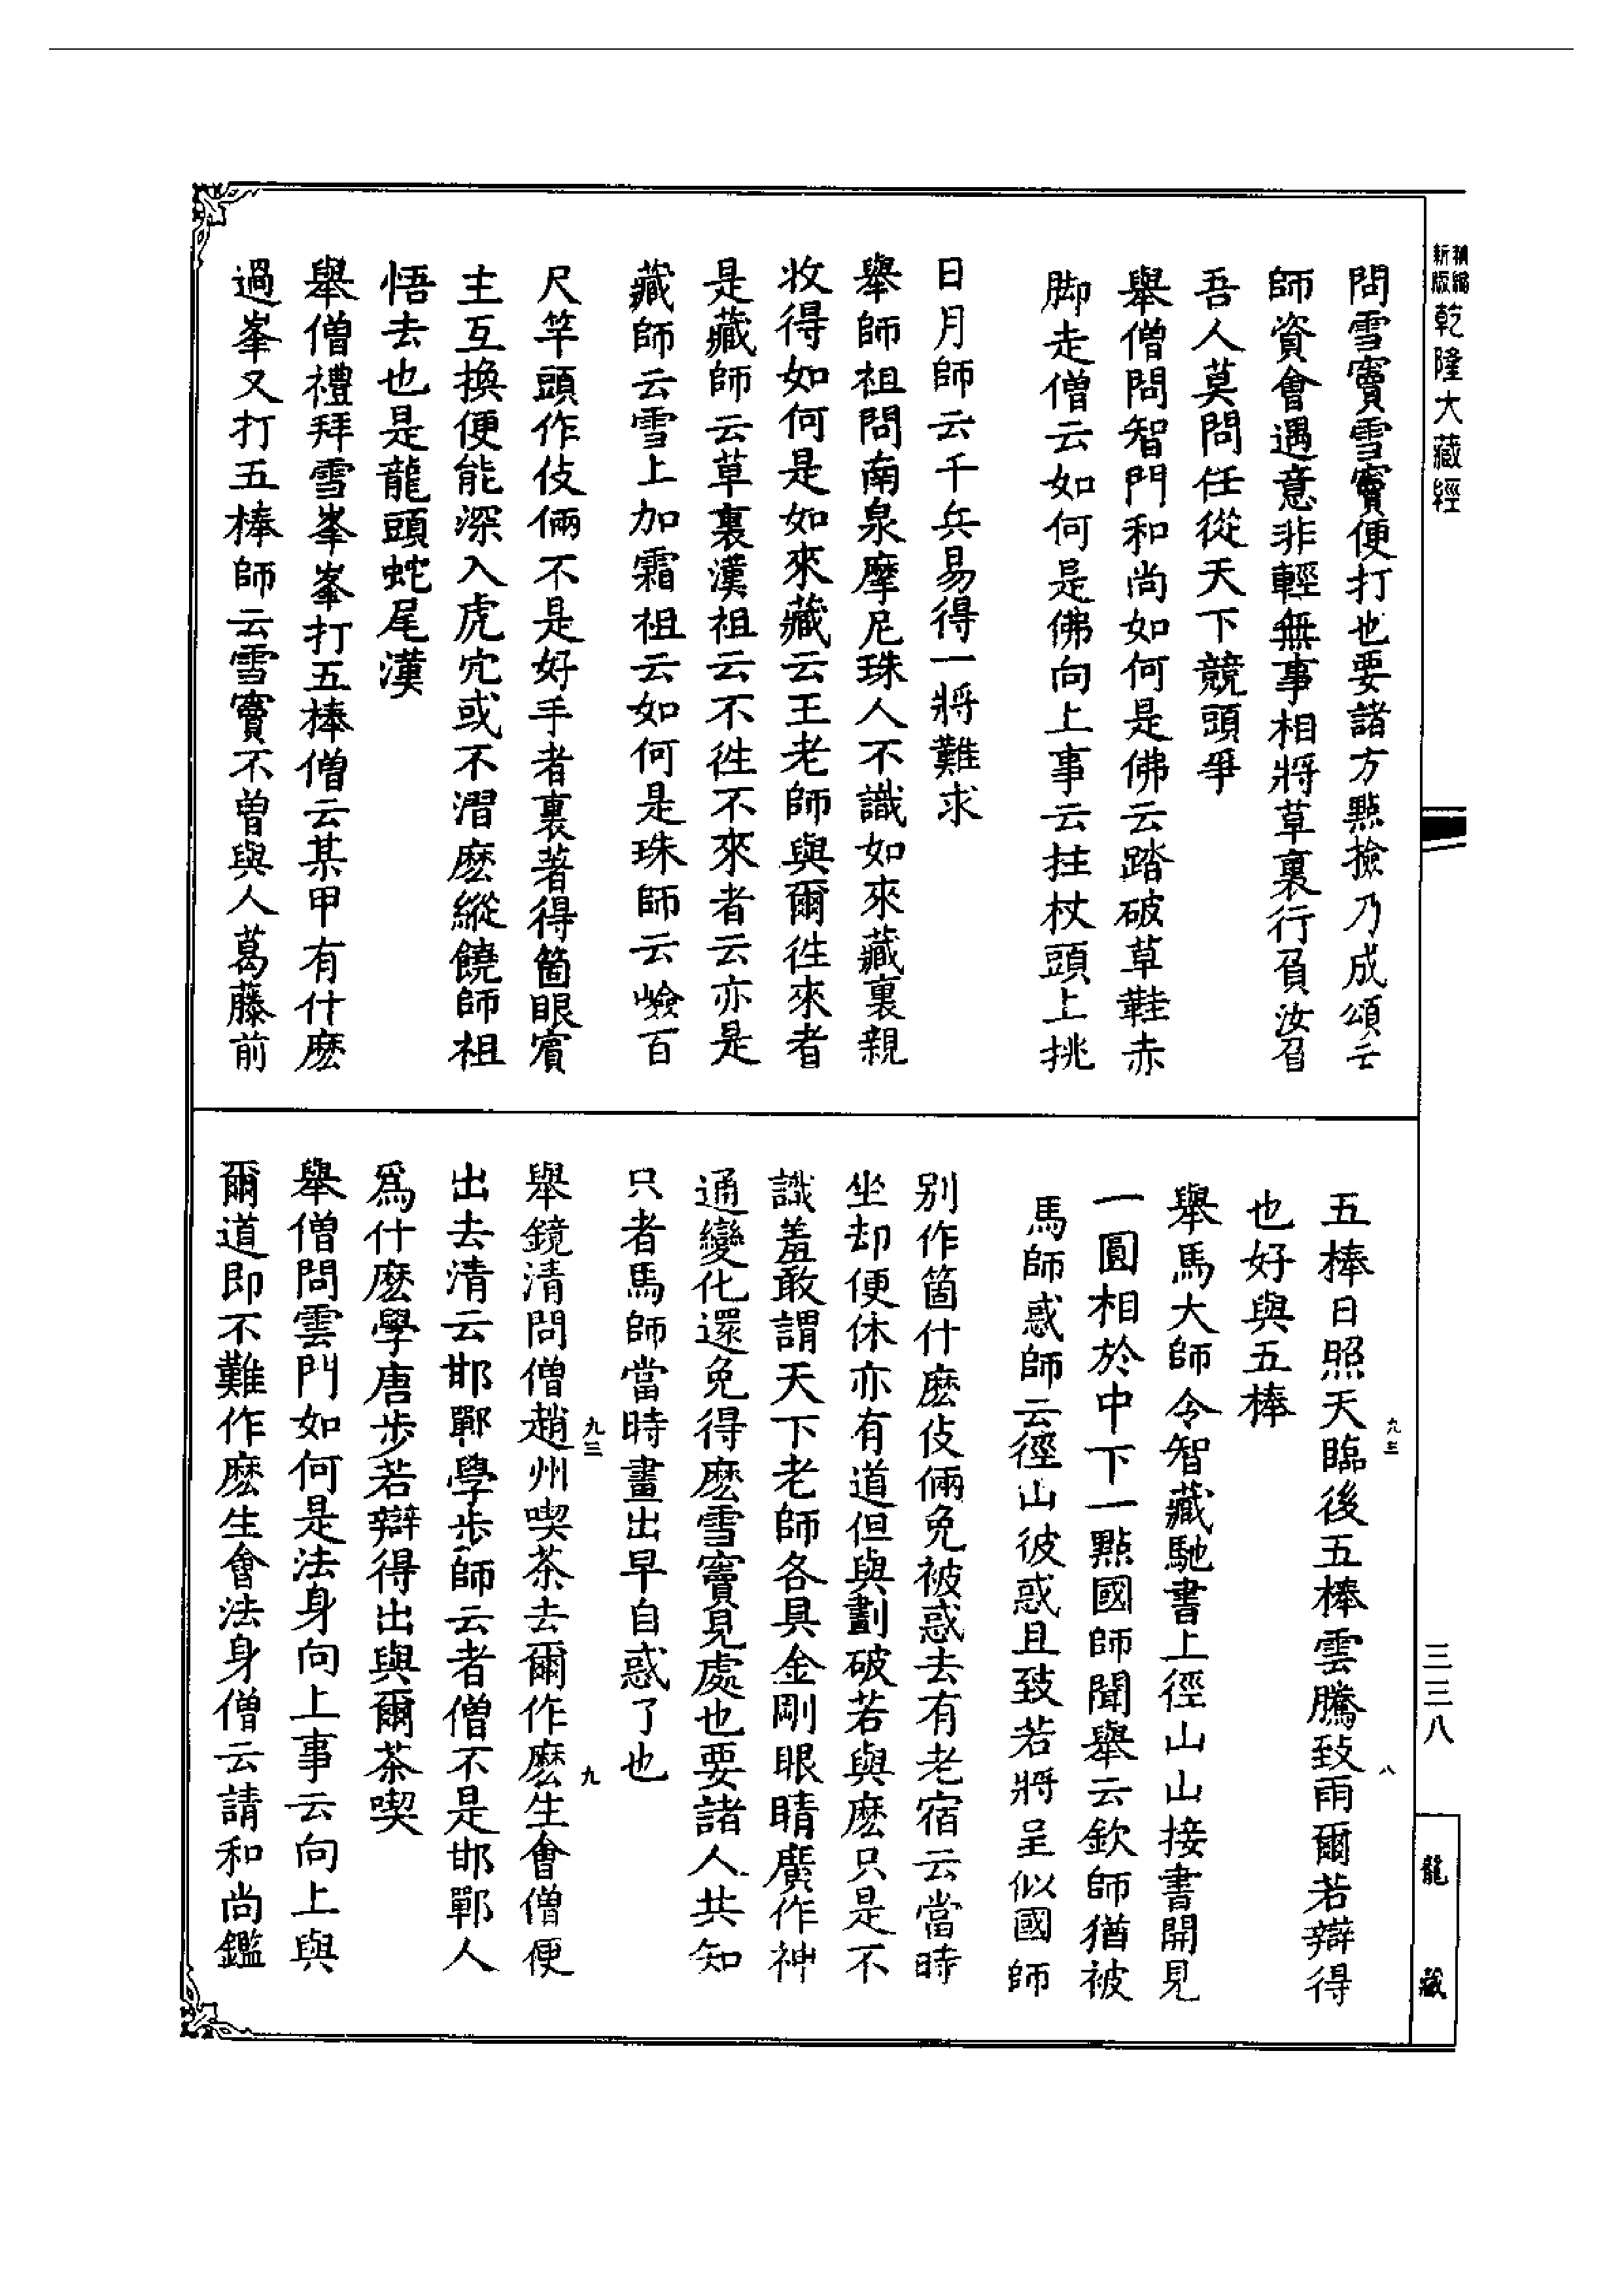 新版
精縮
乾隆大藏經
問雪竇雪竇便打也要諸方點撿乃成頌云
師資會遇意非輕無事相將草裏行負汝負
吾人莫問任從天下競頭爭
舉僧問智門和尚如何是佛云踏破草鞋赤
脚走僧云如何是佛向上事云拄杖頭上挑
日月師云千兵易得一將難求
舉師祖問南泉摩尼珠人不識如來藏裏親
收得如何是如來藏云王老師與爾徃來者
是藏師云草裏漢祖云不徃不來者云亦是
藏師云雪上加霜祖云如何是珠師云嶮百
尺竿頭作伎倆不是好手者裏著得箇眼賓
主互換便能深入虎穴或不漝麽縱饒師祖
悟去也是龍頭蛇尾漢
舉僧禮拜雪峯峯打五棒僧云某甲有什麽
過峯又打五棒師云雪竇不曽與人葛藤前
五棒日照天臨後五棒雲騰致雨爾若辯得
也好與五棒
舉馬大師令智藏馳書上徑山山接書開見
一圓相於中下一點國師聞舉云欽師猶被
馬師惑師云徑山彼惑且致若將呈似國師
別作箇什麽伎倆免被惑去有老宿云當時
坐却便休亦有道但與劃破若與麽只是不
識羞敢謂天下老師各具金剛眼睛廣作神
通變化還免得麽雪竇見處也要諸人共知
只者馬師當時畫出早自惑了也
舉鏡清問僧趙州喫茶去爾作麽生會僧便
出去清云邯鄲學步師云者僧不是邯鄲人
爲什麽學唐步若辯得出與爾茶喫
舉僧問雲門如何是法身向上事云向上與
爾道即不難作麽生會法身僧云請和尚鑑
九三
八
九三
九
三三八
龍藏